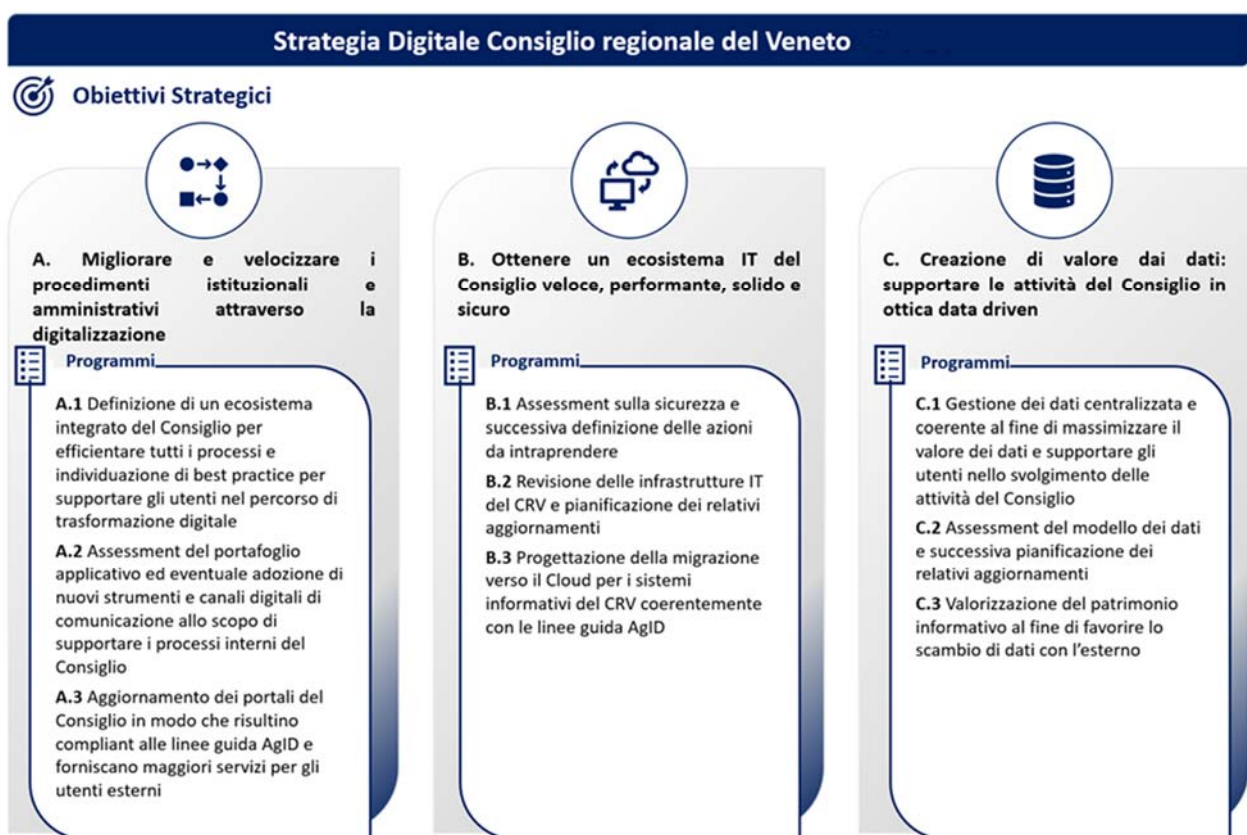 Strategia Digitale Consiglio regionale del Veneto
Obiettivi Strategici
A. Migliorare e velocizzare i
procedimenti istituzionali e
amministrativi attraverso la
digitalizzazione
Programmi
A.1 Definizione di un ecosistema
integrato del Consiglio per
efficientare tutti i processi e
individuazione di best practice per
supportare gli utenti nel percorso di
trasformazione digitale
A.2 Assessment del portafoglio
applicativo ed eventuale adozione di
nuovi strumenti e canali digitali di
comunicazione allo scopo di
supportare i processi interni del
Consiglio
A.3 Aggiornamento dei portali del
Consiglio in modo che risultino
compliant alle linee guida AgID e
forniscano maggiori servizi per gli
utenti esterni
B. Ottenere un ecosistema IT del
Consiglio veloce, performante, solido e
sicuro
Programmi
B.1 Assessment sulla sicurezza e
successiva definizione delle azioni
da intraprendere
B.2 Revisione delle infrastrutture IT
del CRV e pianificazione dei relativi
aggiornamenti
B.3 Progettazione della migrazione
verso il Cloud per i sistemi
informativi del CRV coerentemente
con le linee guida AgID
C. Creazione di valore dai dati:
supportare le attività del Consiglio in
ottica data driven
Programmi
C.1 Gestione dei dati centralizzata e
coerente al fine di massimizzare il
valore dei dati e supportare gli
utenti nello svolgimento delle
attività del Consiglio
C.2 Assessment del modello dei dati
e successiva pianificazione dei
relativi aggiornamenti
C.3 Valorizzazione del patrimonio
informativo al fine di favorire lo
scambio di dati con l'esterno